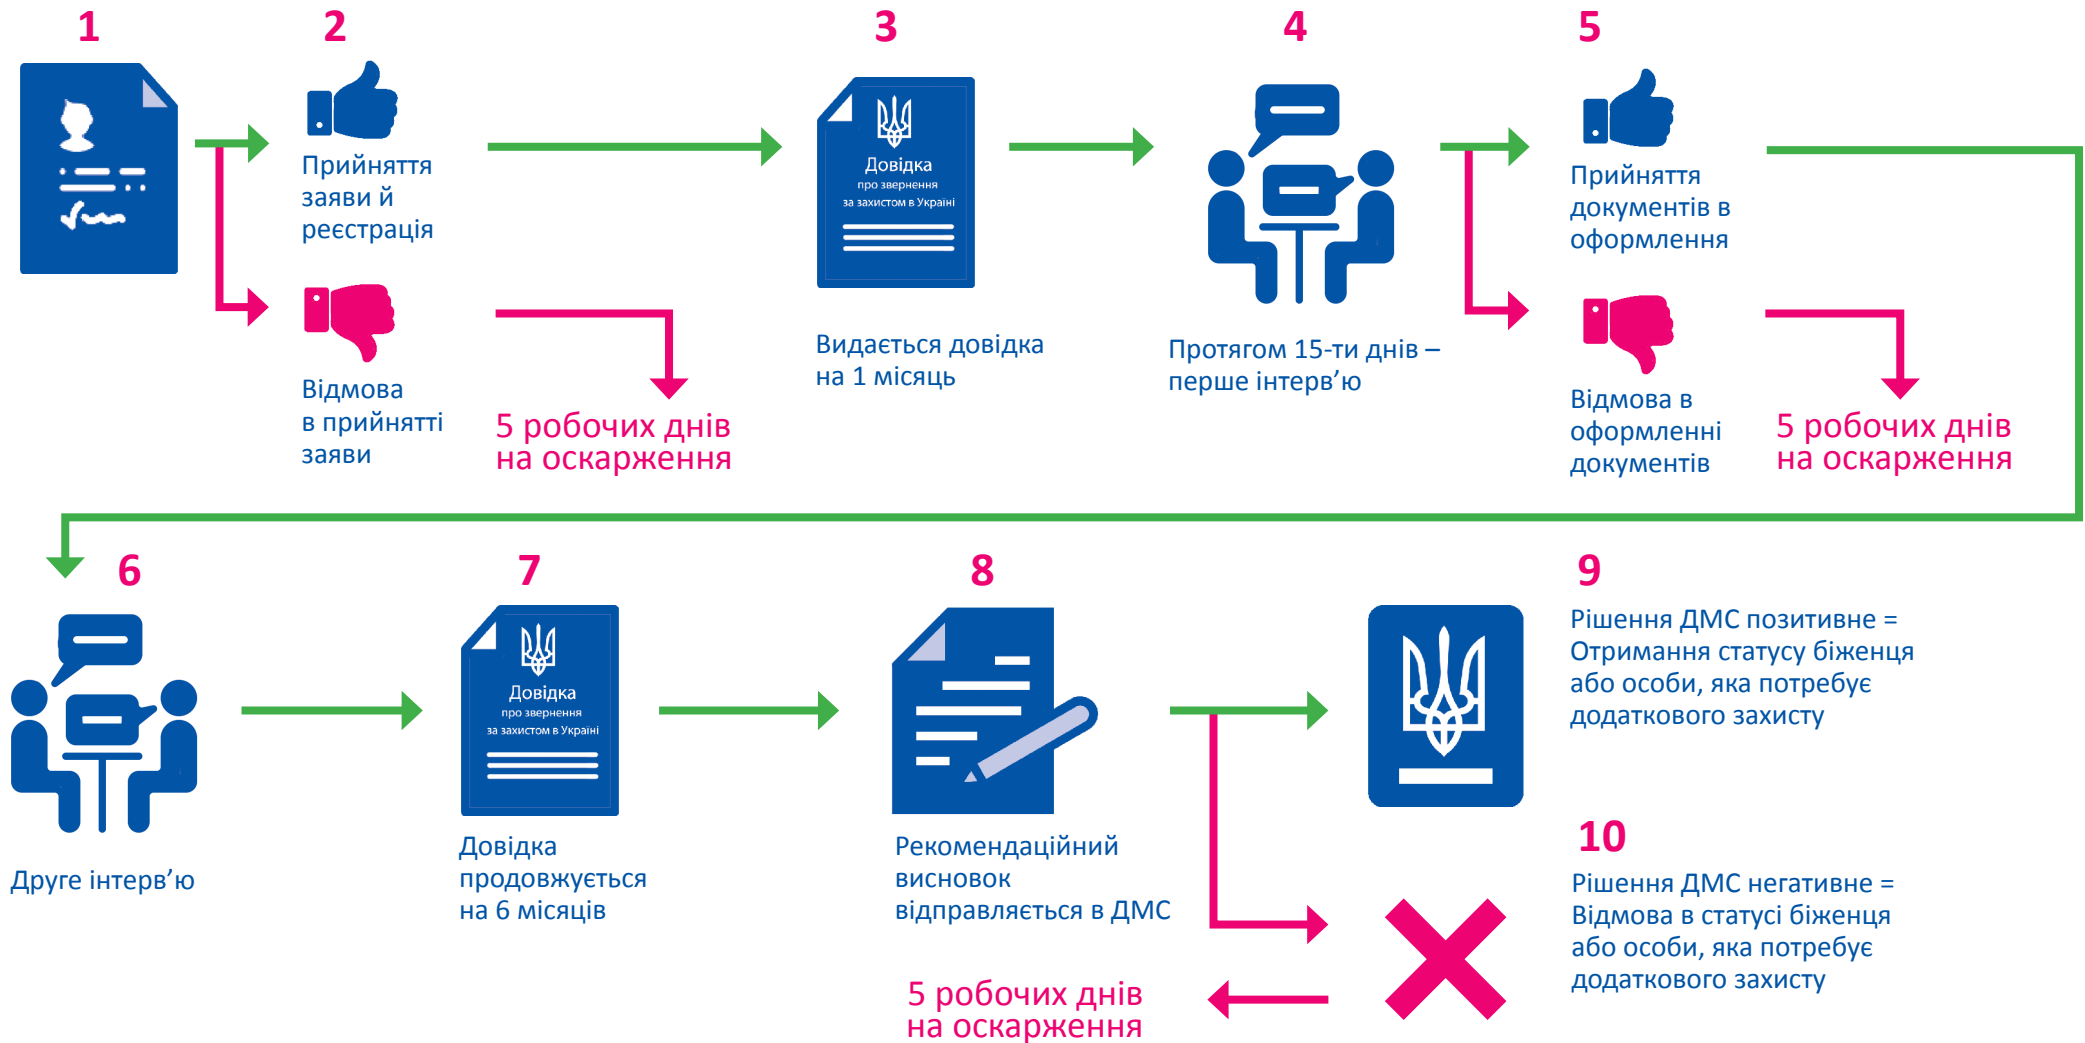 1
2
Прийняття
заяви й
реєстрація
Відмова
в прийнятті
заяви
5 робочих днів
на оскарження
3
Довідка
про звернення
за захистом в Україні
Видається довідка
на 1 місяць
4
Протягом 15-ти днів –
перше інтерв’ю
5
Прийняття
документів в
оформлення
Відмова в
оформленні
документів
5 робочих днів
на оскарження
6
Друге інтерв’ю
7
Довідка
про звернення
за захистом в Україні
Довідка
продовжується
на 6 місяців
8
Рекомендаційний
висновок
відправляється в ДМС
9
Рішення ДМС позитивне =
Отримання статусу біженця
або особи, яка потребує
додаткового захисту
10
Рішення ДМС негативне =
Відмова в статусі біженця
або особи, яка потребує
додаткового захисту
5 робочих днів
на оскарження